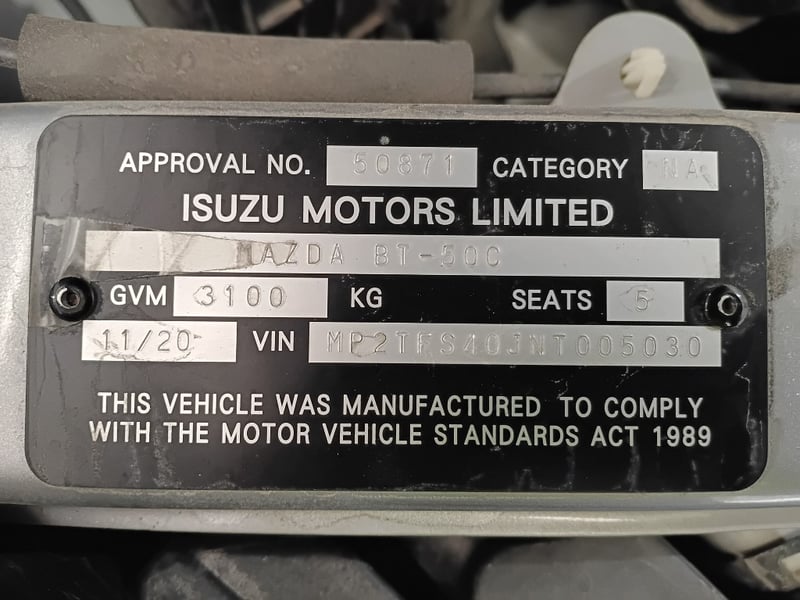 APPROVAL NO. 50871 CATEGORY NA
ISUZU MOTORS LIMITED
MAZDA BT-50C
GVM 3100 KG SEATS 5
11/20 VIN MP2TFS40JNT005030
THIS VEHICLE WAS MANUFACTURED TO COMPLY
WITH THE MOTOR VEHICLE STANDARDS ACT 1989